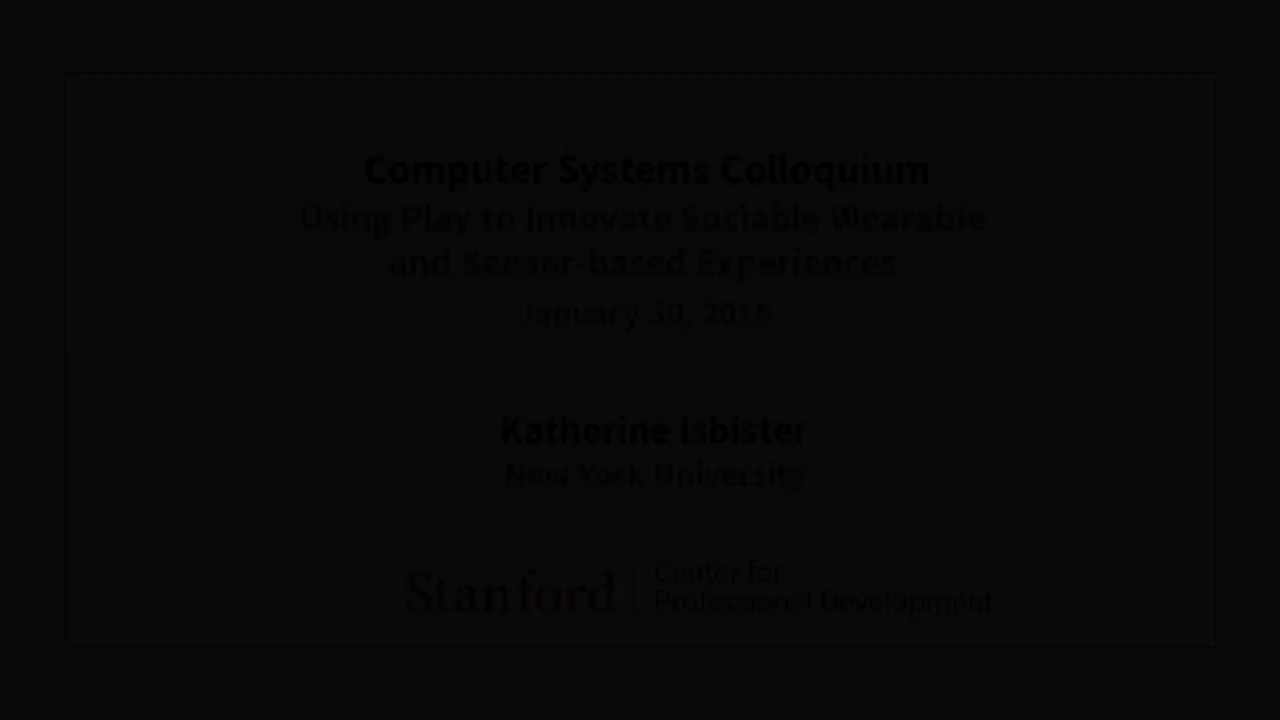 Computer Systems Colloquium
Using Play to Innovate Sociable Wearable
and Sensor-based Experiences
January 30, 2015
Katherine Isbister
New York University
Stanford
Center for
Professional Development